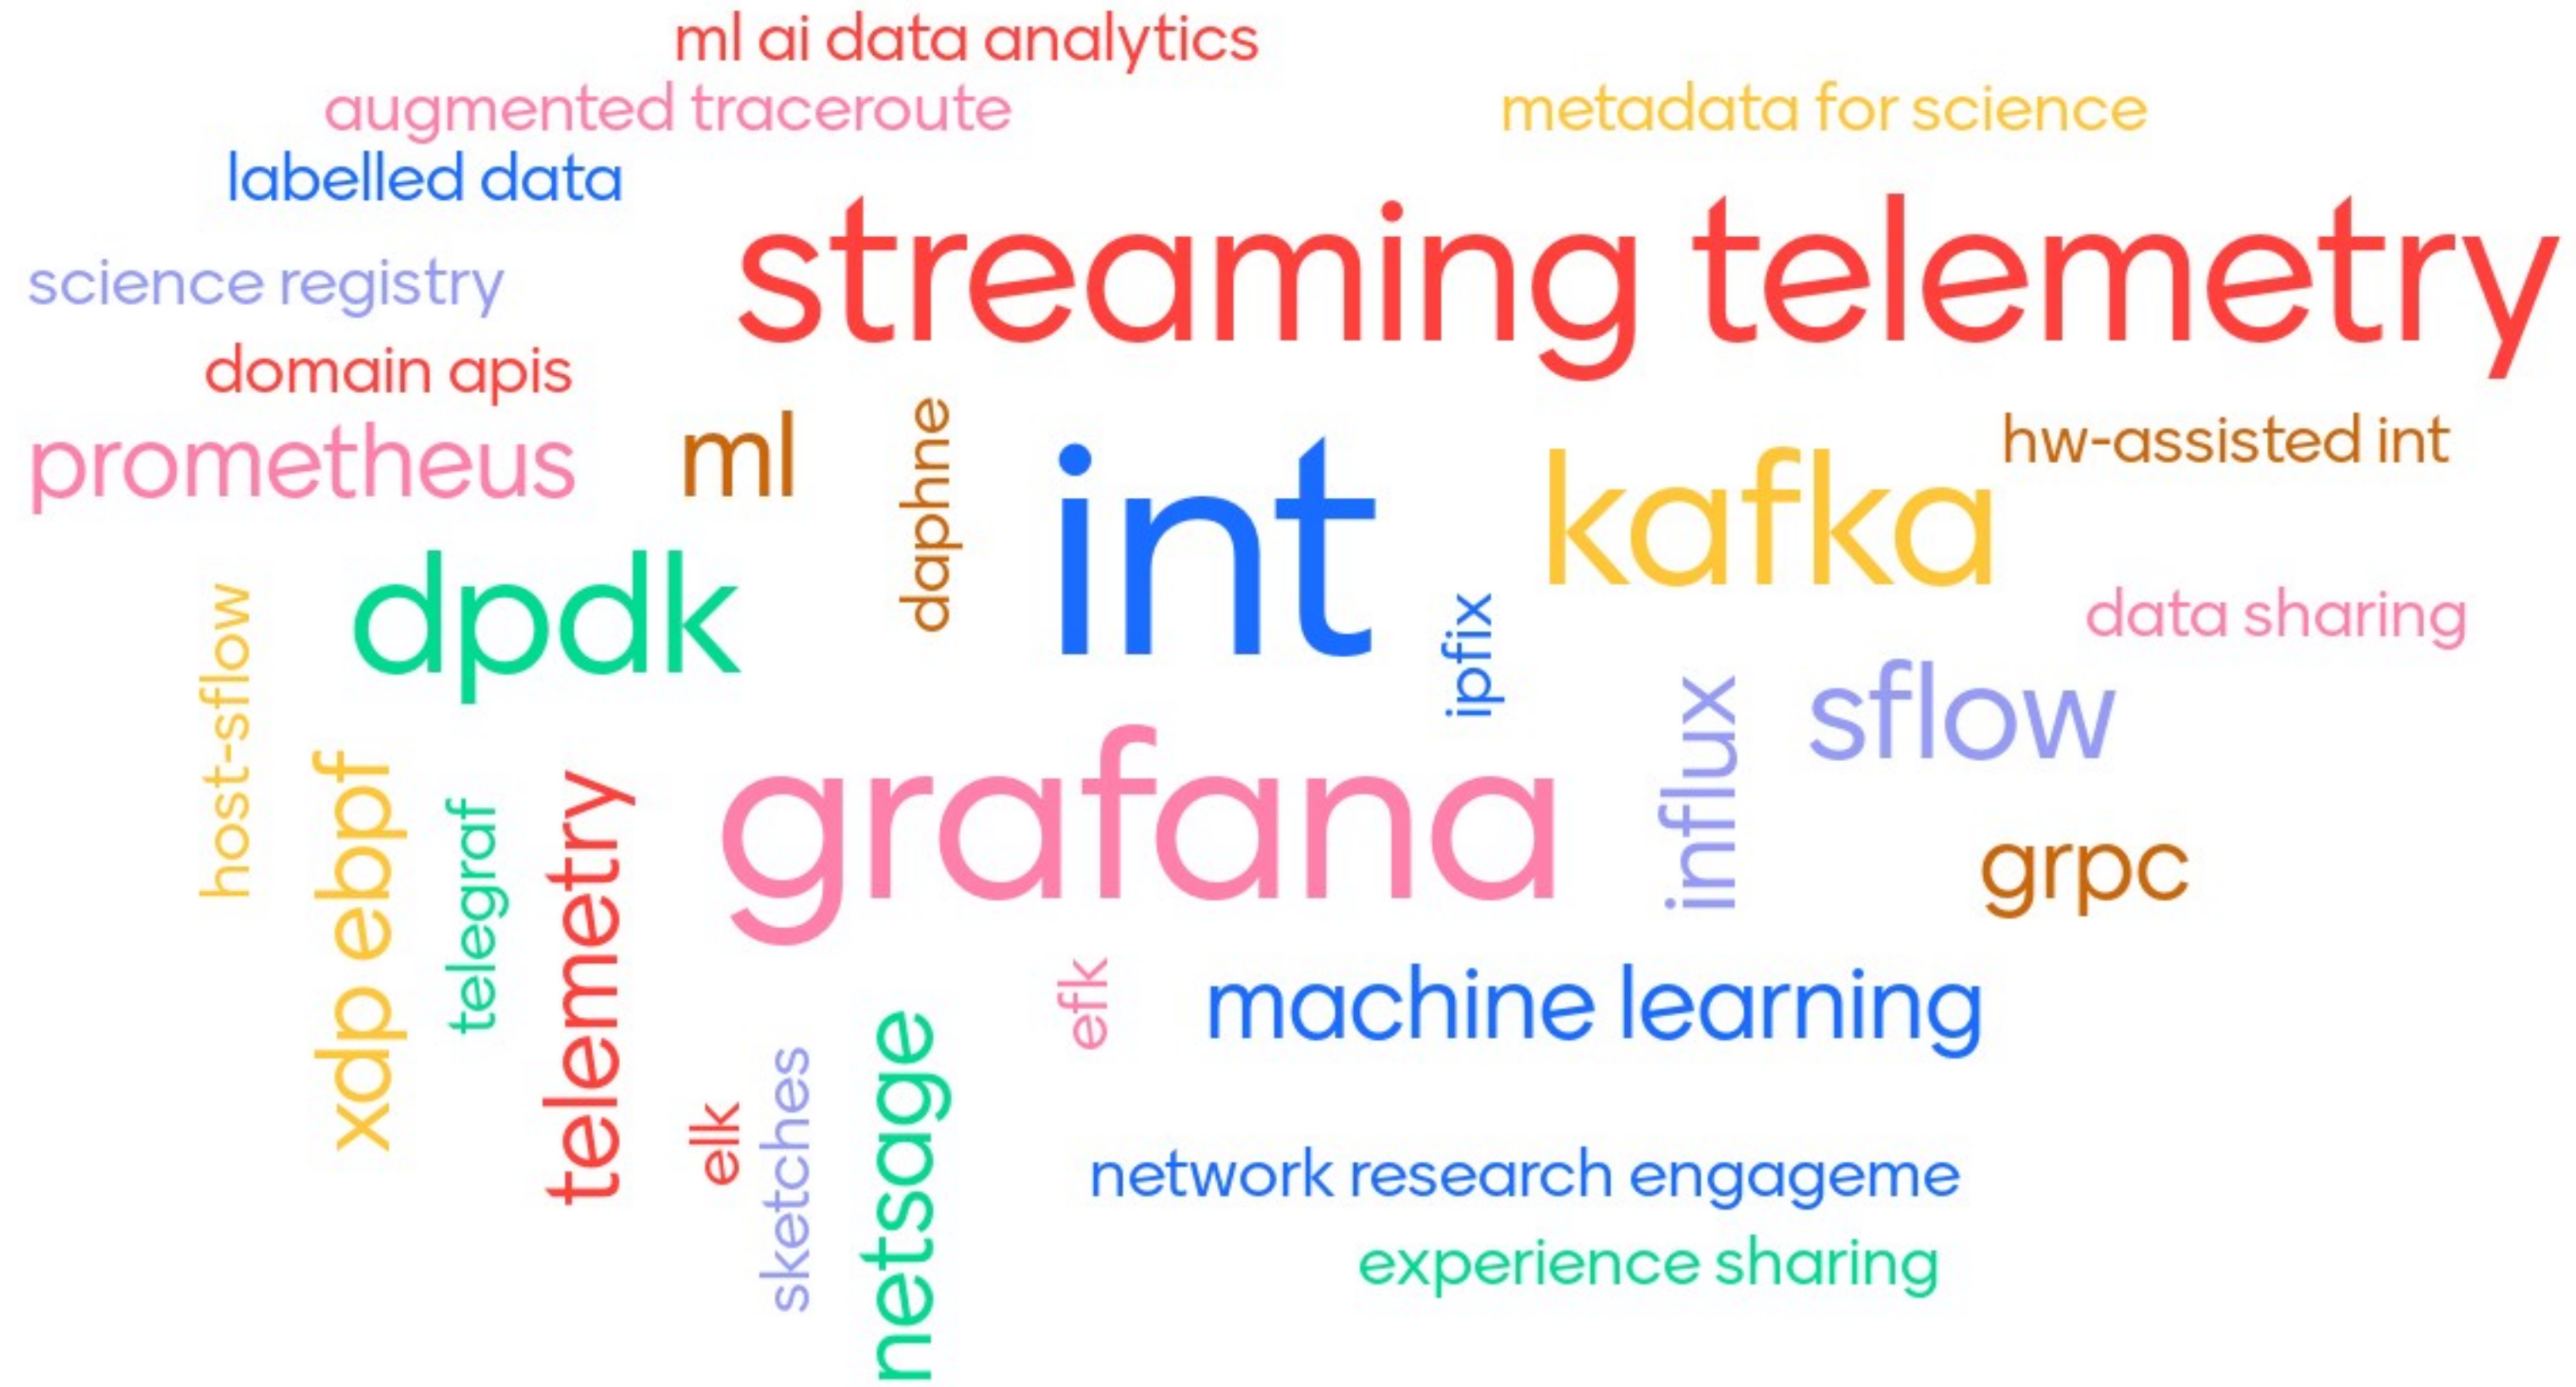 ml ai data analytics
augmented traceroute
metadata for science
labelled data
streaming telemetry
science registry
domain apis
prometheus
ml
daphne
int
kafka
hw-assisted int
dpdk
host-sflow
ipfix
data sharing
influx
sflow
xdp ebpf
telegraf
telemetry
grafana
grpc
efk
machine learning
elk
sketches
netsage
network research engageme
experience sharing